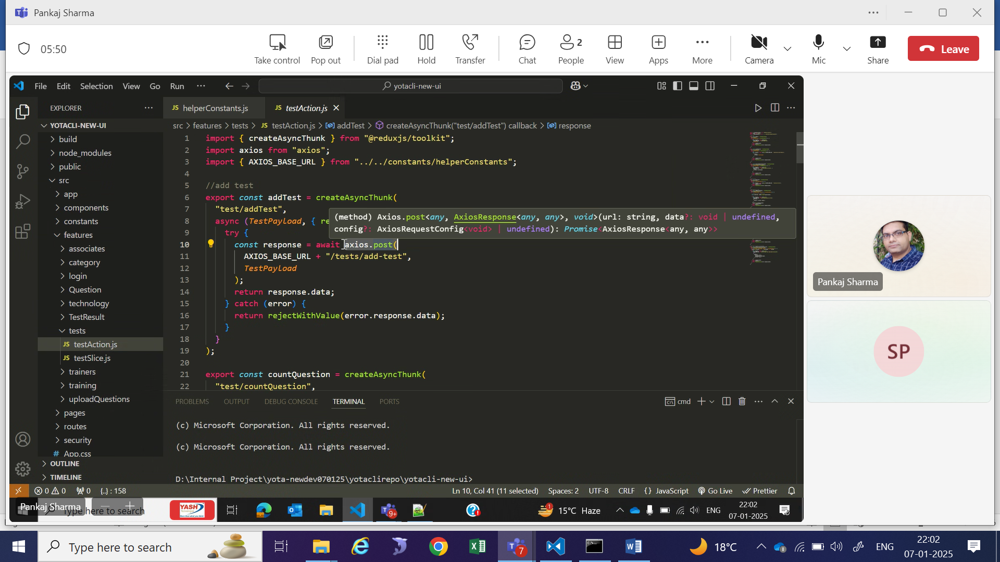 Pankaj Sharma
05:50
Take control
Pop out
Dial pad
Hold
Transfer
Chat
2
People
View
Apps
More
Camera
Mic
Share
Leave
File Edit Selection View Go Run
yotacli-new-ui
EXPLORER
JS helperConstants.js
JS testAction.js
YOTACLI-NEW-UI
build
node_modules
public
src
app
components
constants
features
associates
category
login
Question
technology
TestResult
tests
JS testAction.js
JS testSlice.js
trainers
training
uploadQuestions
pages
routes
security
# App.css
OUTLINE
TIMELINE
src > features > tests > JS testAction.js > addTest > createAsyncThunk("test/addTest") callback > response
1 import { createAsyncThunk } from "@reduxjs/toolkit";
2 import axios from "axios";
3 import { AXIOS_BASE_URL } from "../../constants/helperConstants";
4
5 //add test
6 export const addTest = createAsyncThunk(
7 "test/addTest",
8 async (TestPayload, { re
(method) Axios.post<any, AxiosResponse<any, any>, void>(url: string, data?: void | undefined,
config?: AxiosRequestConfig<void> | undefined): Promise<AxiosResponse<any, any>>
9 try {
10 const response = await axios.post(
11 AXIOS_BASE_URL + "/tests/add-test",
12 TestPayload
13 );
14 return response.data;
15 } catch (error) {
16 return rejectWithValue(error.response.data);
17 }
18 }
19 );
20
21 export const countQuestion = createAsyncThunk(
22 "test/countQuestion",
PROBLEMS OUTPUT DEBUG CONSOLE TERMINAL PORTS
cmd
(c) Microsoft Corporation. All rights reserved.
(c) Microsoft Corporation. All rights reserved.
D:\Internal Project\yota-newdev070125\yotaclirepo\yotacli-new-ui>
0 0 0 {..} : 158
Ln 10, Col 41 (11 selected) Spaces: 2 UTF-8 CRLF {} JavaScript Go Live Prettier
Pankaj Sharma
Type here to search
YASH
9+
1
15°C Haze
ENG
22:02
07-01-2025
Pankaj Sharma
SP
Type here to search
7
18°C
ENG
22:02
07-01-2025